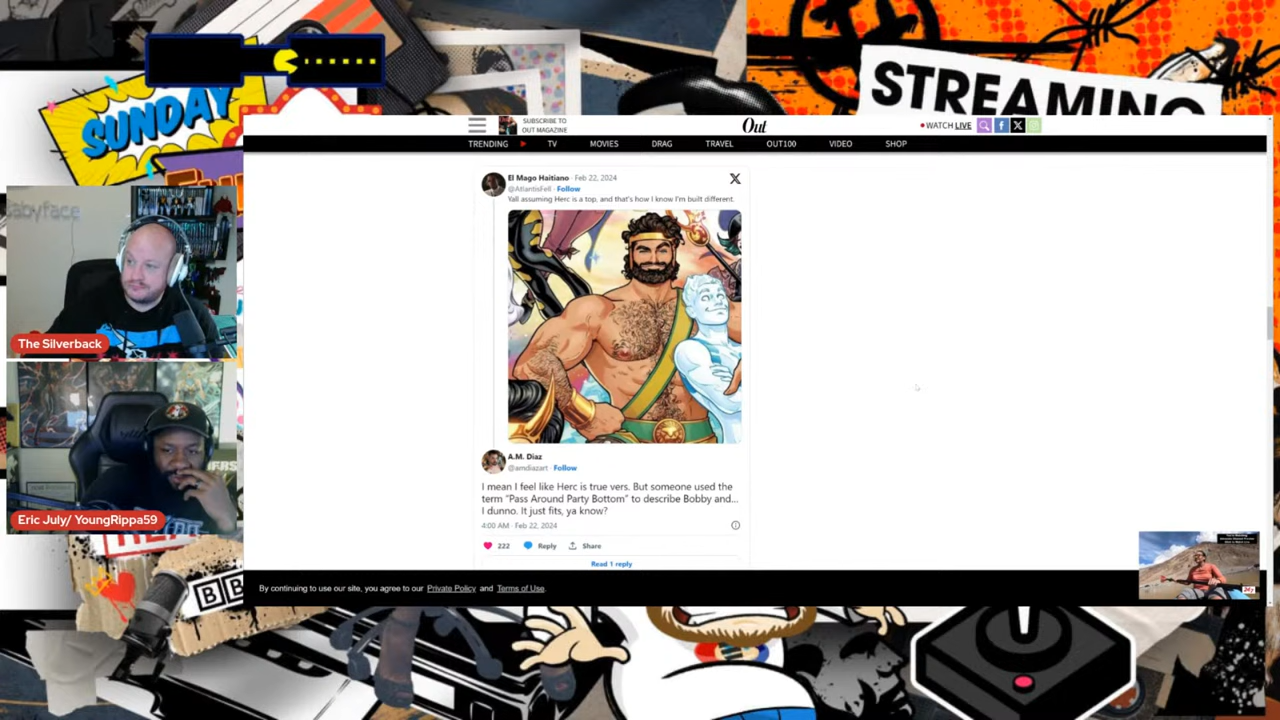 SUNDAY
STREAMING
SUBSCRIBE TO
OUT MAGAZINE
Out
WATCH LIVE
TRENDING
TV
MOVIES
DRAG
TRAVEL
OUT100
VIDEO
SHOP
El Mago Haitiano · Feb 22, 2024
@AtlantisFell · Follow
Yall assuming Herc is a top, and that's how I know I'm built different.
babyface
The Silverback
Eric July/ YoungRippa59
A.M. Diaz
@amdiazart · Follow
I mean I feel like Herc is true vers. But someone used the
term "Pass Around Party Bottom" to describe Bobby and...
I dunno. It just fits, ya know?
4:00 AM · Feb 22, 2024
222
Reply
Share
Read 1 reply
By continuing to use our site, you agree to our Private Policy and Terms of Use.
BB